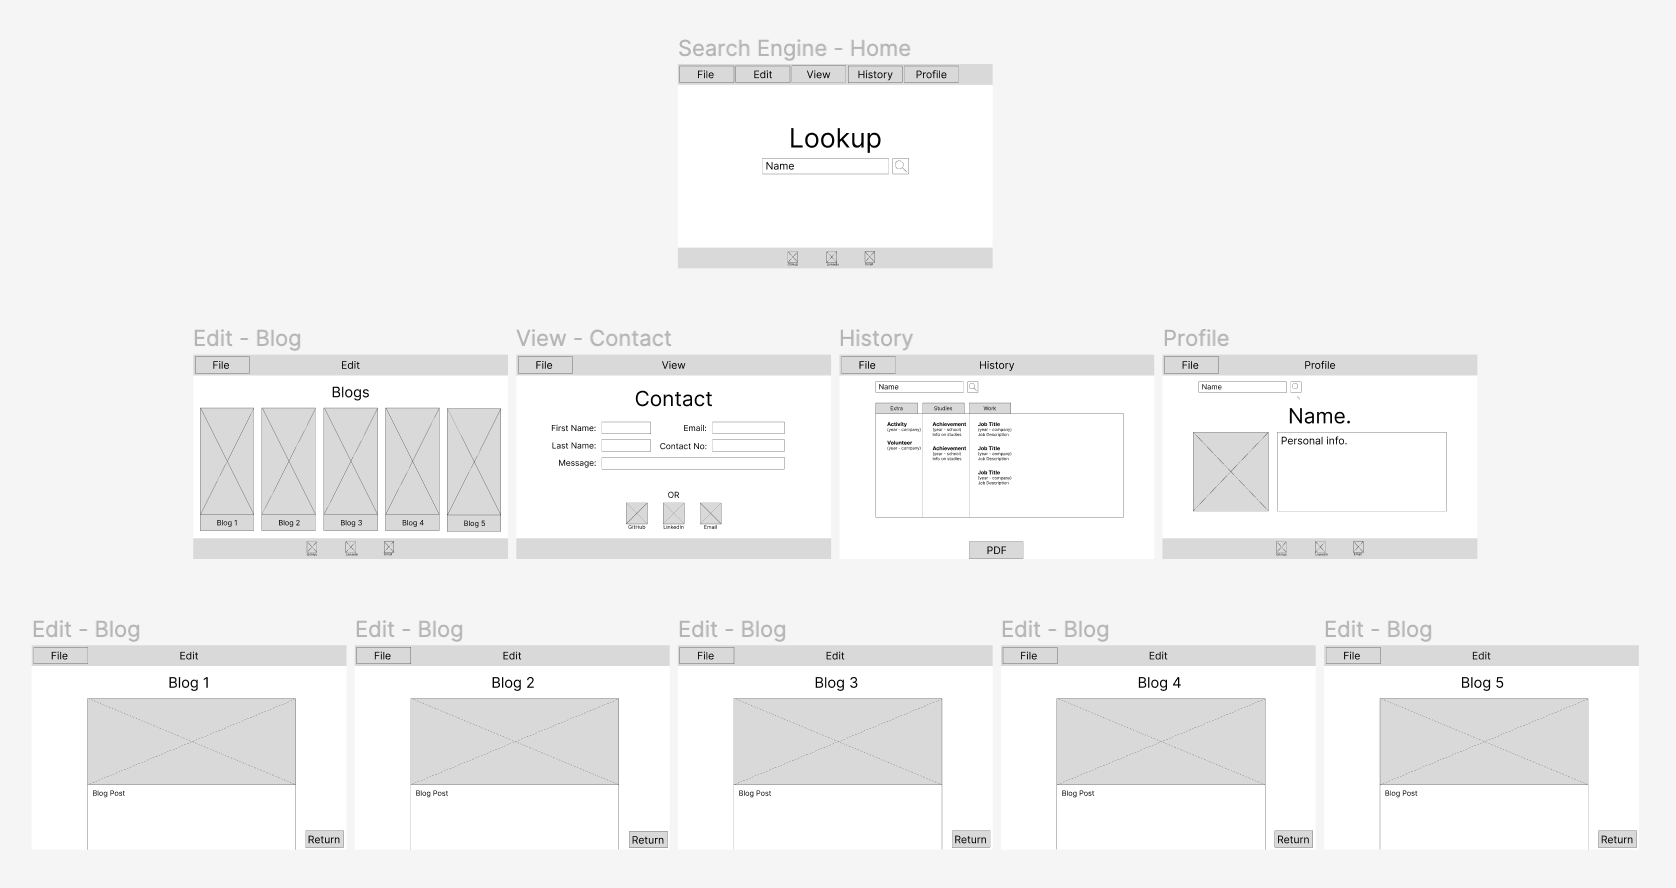 Search Engine - Home
File Edit View History Profile
Lookup
Name
Edit - Blog
File Edit
Blogs
Blog 1 Blog 2 Blog 3 Blog 4 Blog 5
View - Contact
File View
Contact
First Name: Email:
Last Name: Contact No:
Message:
OR
GitHub LinkedIn Email
History
File History
Name
Extra Studies Work
Activity
(year - company)
Volunteer
(year - company)
Achievement
(year - school)
Info on studies
Achievement
(year - school)
Info on studies
Job Title
(year - company)
Job Description
Job Title
(year - company)
Job Description
Job Title
(year - company)
Job Description
PDF
Profile
File Profile
Name
Name.
Personal info.
Edit - Blog
File Edit
Blog 1
Blog Post
Return
Edit - Blog
File Edit
Blog 2
Blog Post
Return
Edit - Blog
File Edit
Blog 3
Blog Post
Return
Edit - Blog
File Edit
Blog 4
Blog Post
Return
Edit - Blog
File Edit
Blog 5
Blog Post
Return